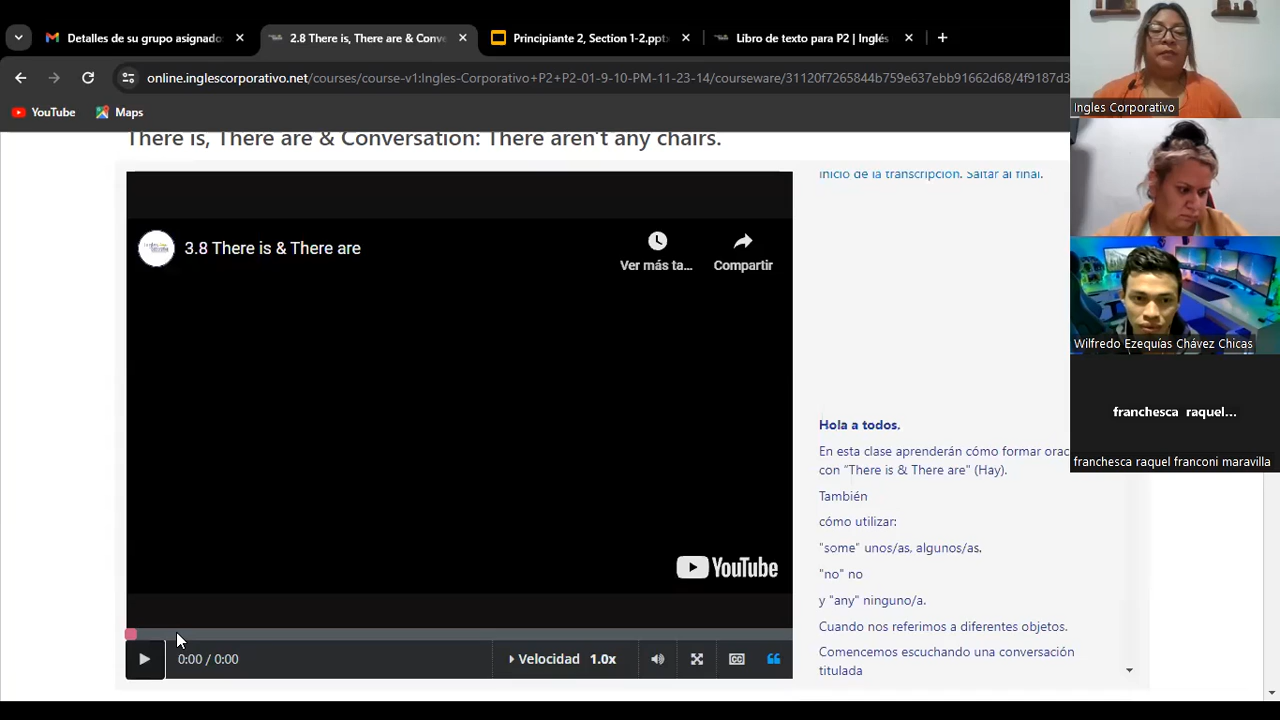 Detalles de su grupo asignado
2.8 There is, There are & Conve
Principiante 2, Section 1-2.ppt
Libro de texto para P2 | Inglés
online.inglescorporativo.net/courses/course-v1:Ingles-Corporativo+P2+P2-01-9-10-PM-11-23-14/courseware/31120f7265844b759e637ebb91662d68/4f9187d3
YouTube
Maps
There is, There are & Conversation: There aren't any chairs.
Inicio de la transcripción. Saltar al final.
3.8 There is & There are
Ver más ta...
Compartir
YouTube
0:00 / 0:00
Velocidad 1.0x
CC
Hola a todos.
En esta clase aprenderán cómo formar orac
con "There is & There are" (Hay).
También
cómo utilizar:
"some" unos/as, algunos/as.
"no" no
y "any" ninguno/a.
Cuando nos referimos a diferentes objetos.
Comencemos escuchando una conversación
titulada
Ingles Corporativo
Wilfredo Ezequías Chávez Chicas
franchesca raquel...
franchesca raquel franconi maravilla